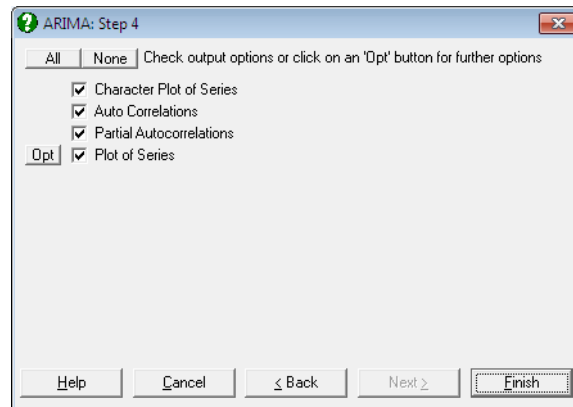 ARIMA: Step 4
All None Check output options or click on an 'Opt' button for further options
Character Plot of Series
Auto Correlations
Partial Autocorrelations
Opt Plot of Series
Help Cancel < Back Next > Finish